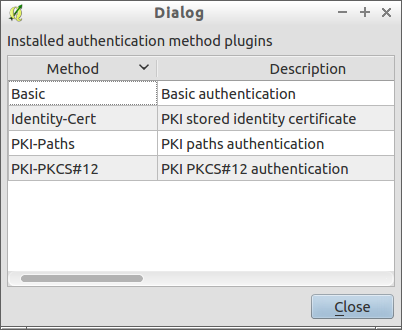 Dialog
Installed authentication method plugins
Method Description
Basic Basic authentication
Identity-Cert PKI stored identity certificate
PKI-Paths PKI paths authentication
PKI-PKCS#12 PKI PKCS#12 authentication
Close